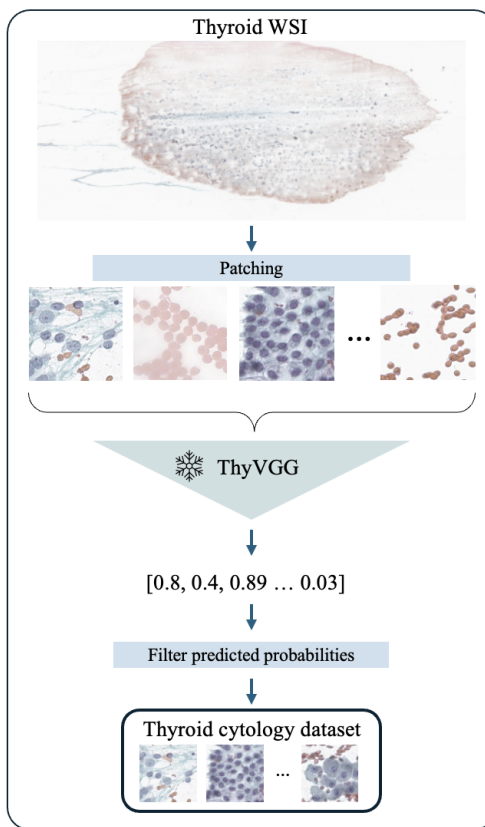 Thyroid WSI
Patching
...
ThyVGG
[0.8, 0.4, 0.89 … 0.03]
Filter predicted probabilities
Thyroid cytology dataset
...